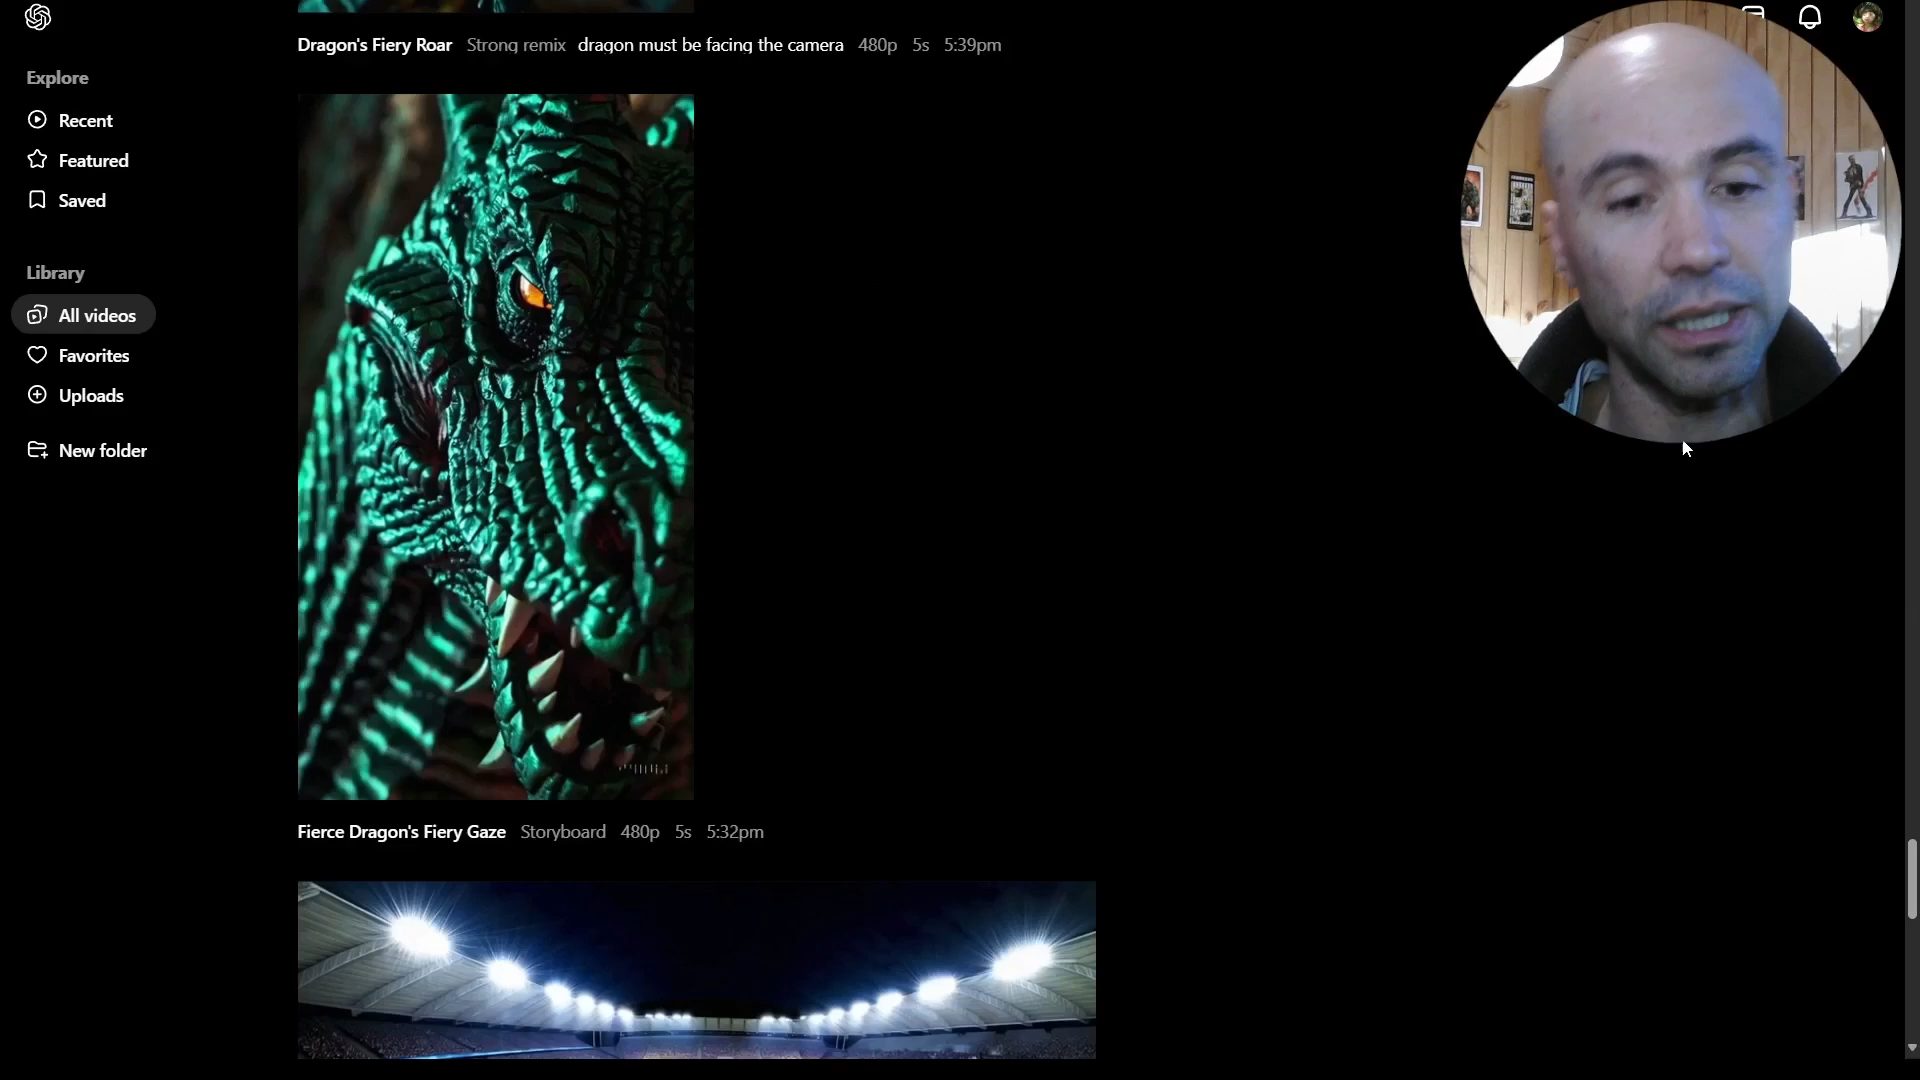 Dragon's Fiery Roar Strong remix dragon must be facing the camera 480p 5s 5:39pm
Explore
Recent
Featured
Saved
Library
All videos
Favorites
Uploads
New folder
Fierce Dragon's Fiery Gaze Storyboard 480p 5s 5:32pm